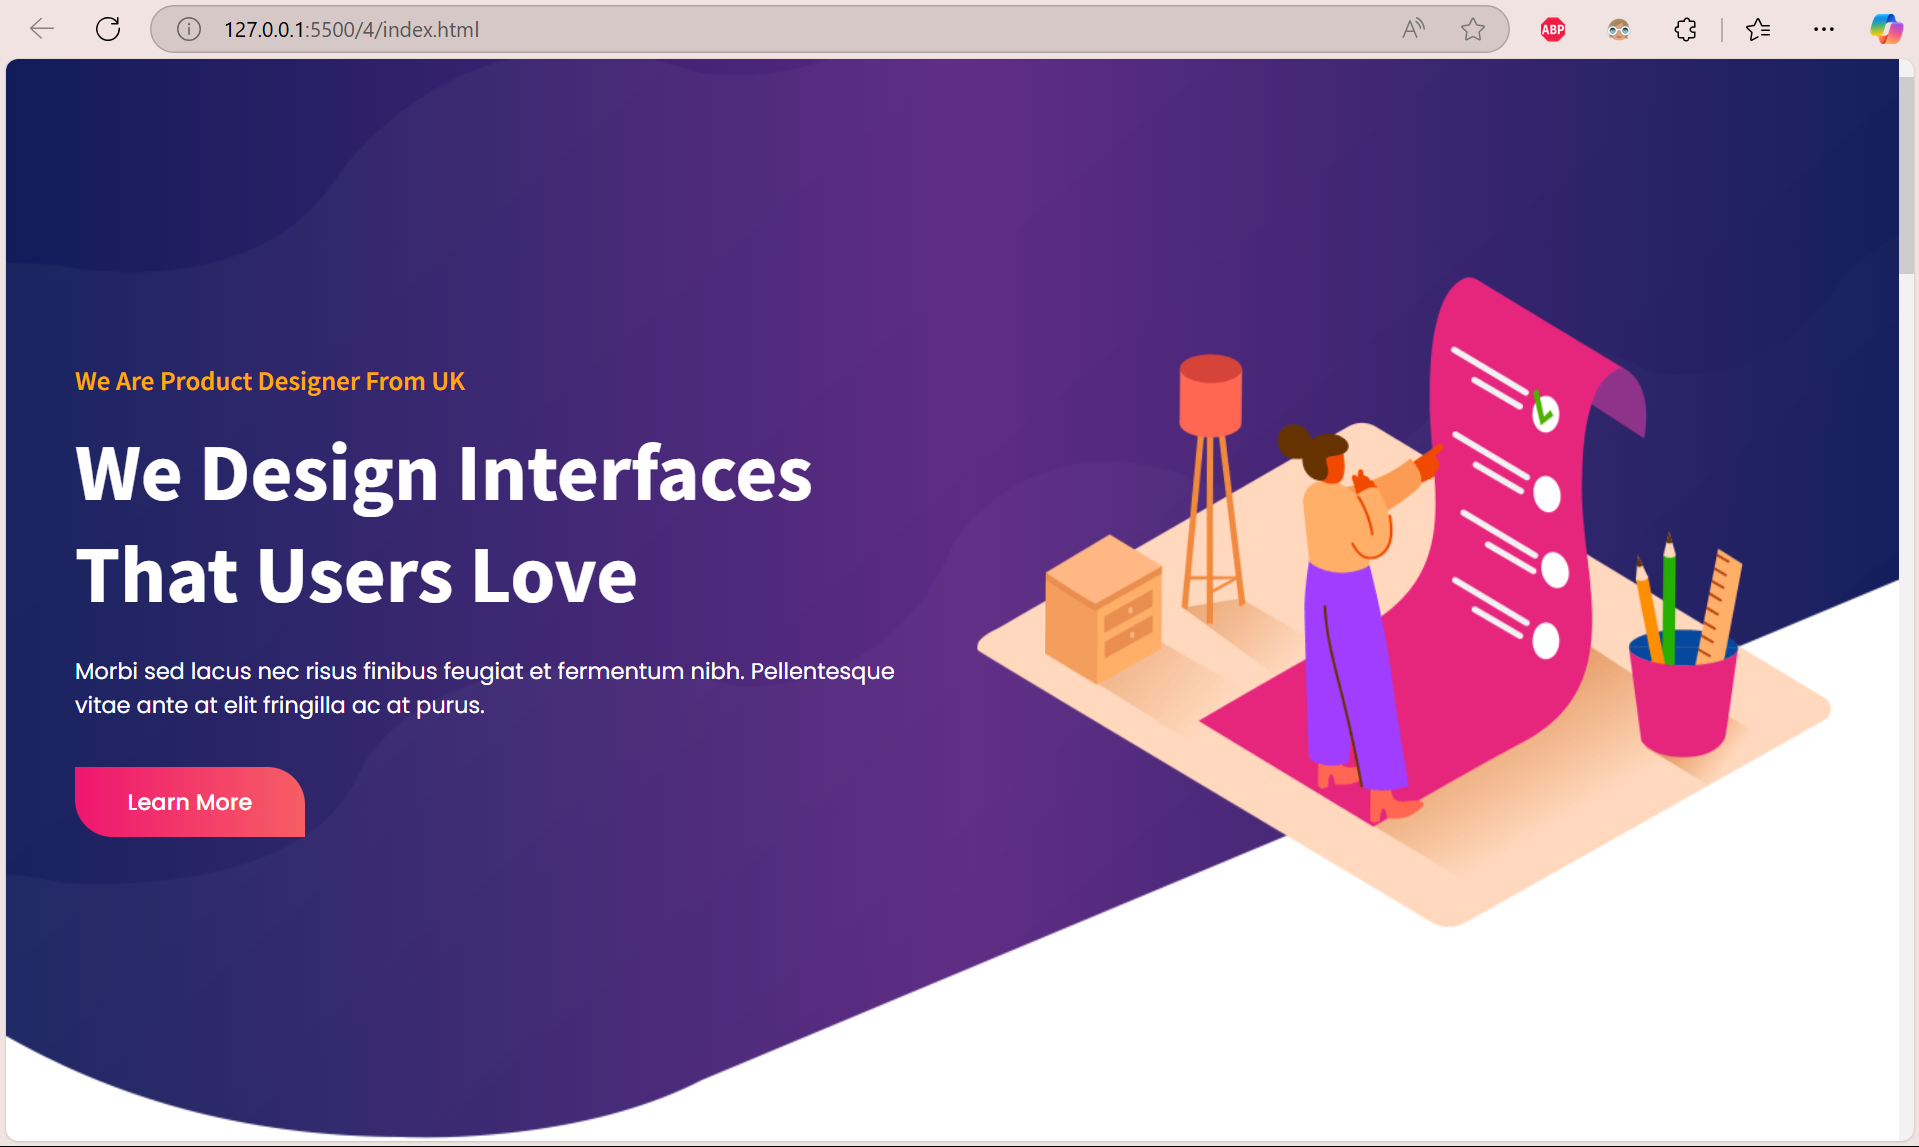 127.0.0.1:5500/4/index.html
ABP
We Are Product Designer From UK
We Design Interfaces
That Users Love
Morbi sed lacus nec risus finibus feugiat et fermentum nibh. Pellentesque
vitae ante at elit fringilla ac at purus.
Learn More